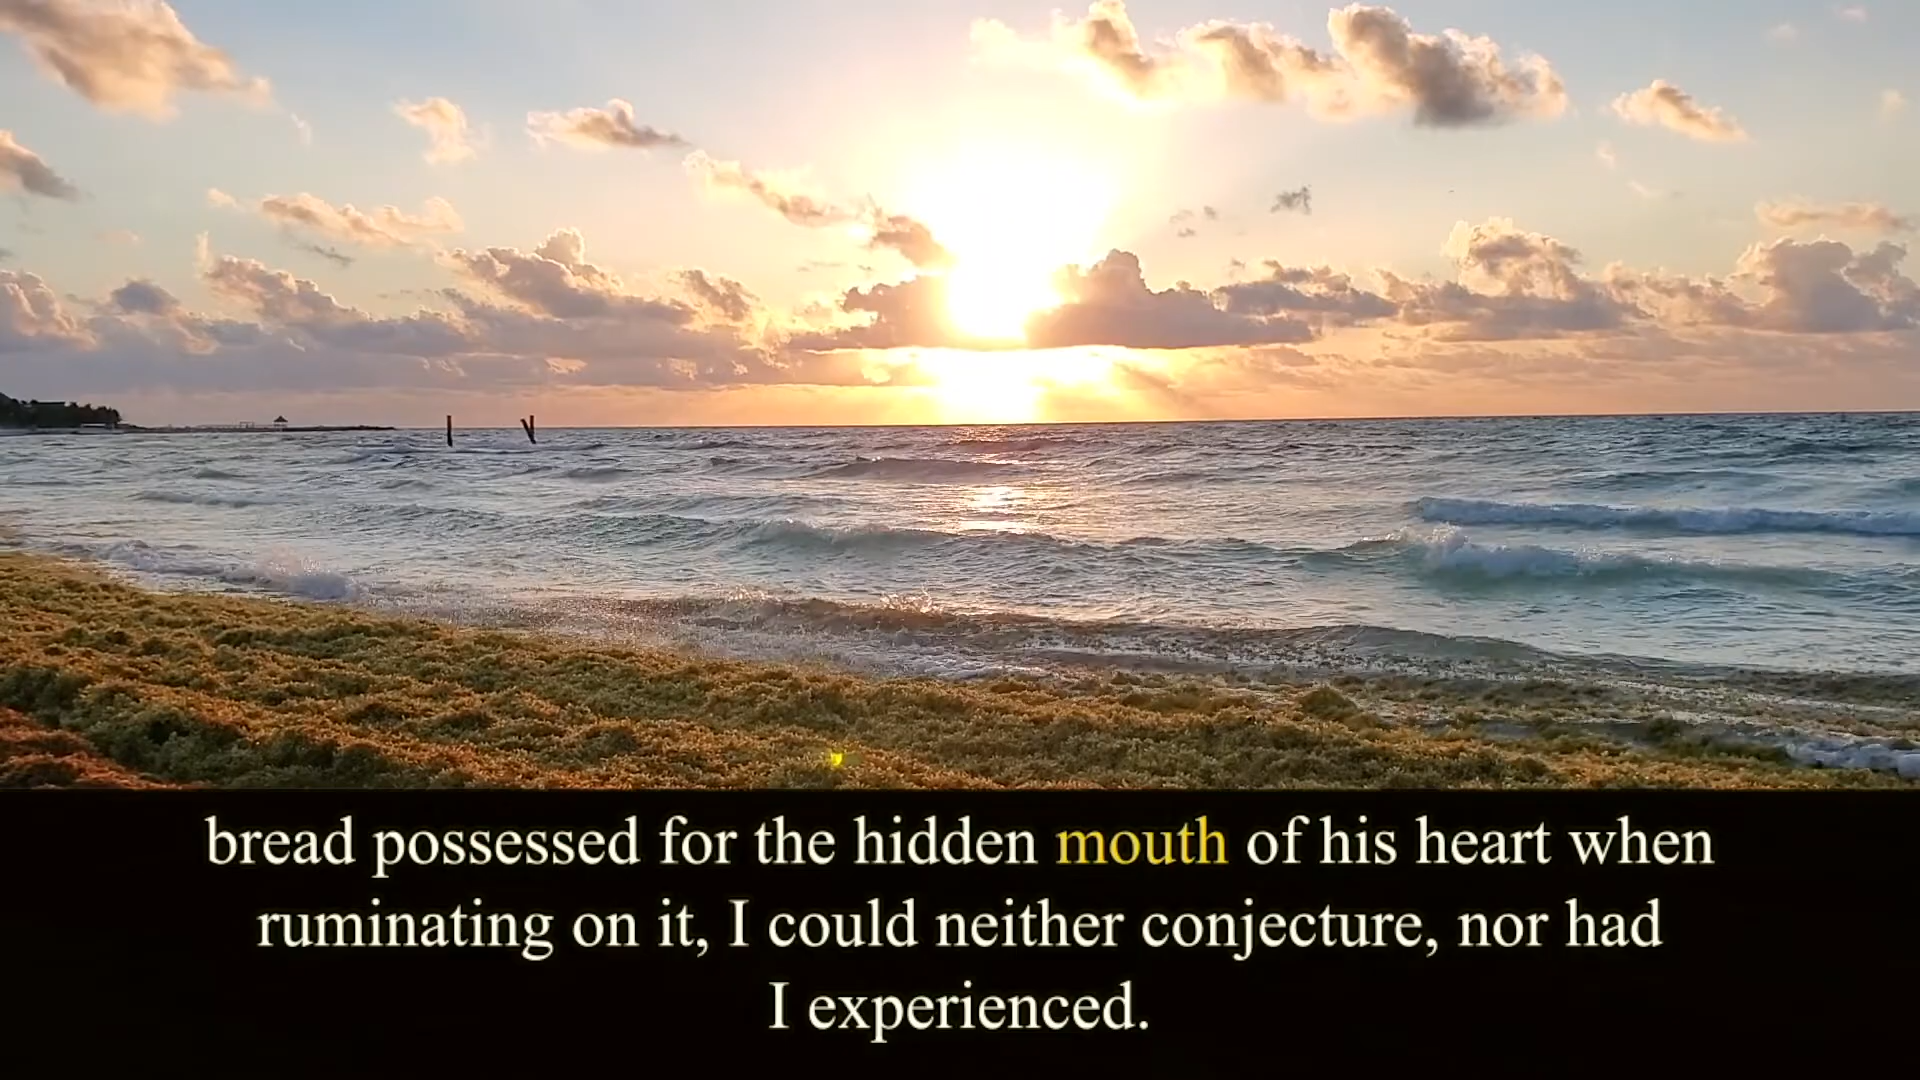 bread possessed for the hidden mouth of his heart when
ruminating on it, I could neither conjecture, nor had
I experienced.